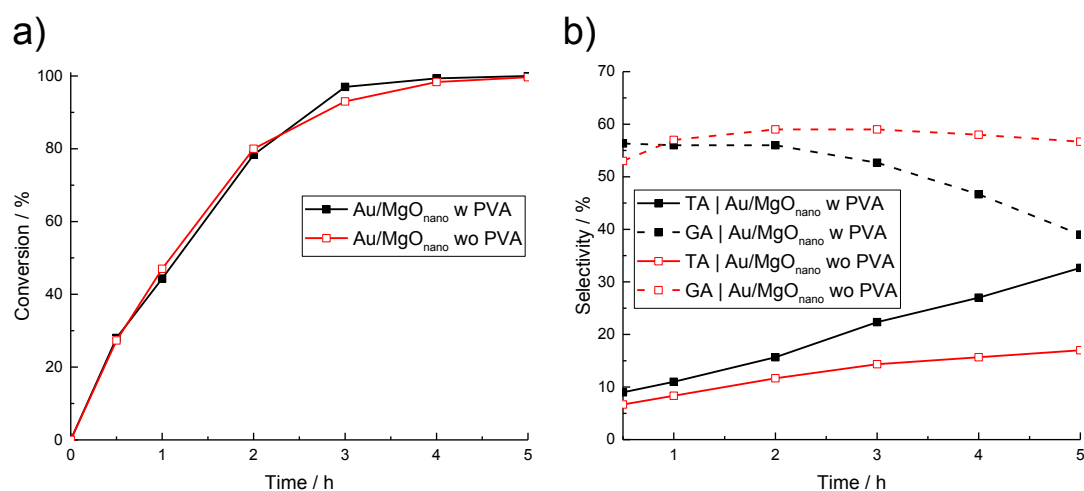 a)
100
80
60
40
20
0
Conversion / %
0 1 2 3 4 5
Time / h
Au/MgOnano w PVA
Au/MgOnano wo PVA
b)
70
60
50
40
30
20
10
0
Selectivity / %
1 2 3 4 5
Time / h
TA | Au/MgOnano w PVA
GA | Au/MgOnano w PVA
TA | Au/MgOnano wo PVA
GA | Au/MgOnano wo PVA